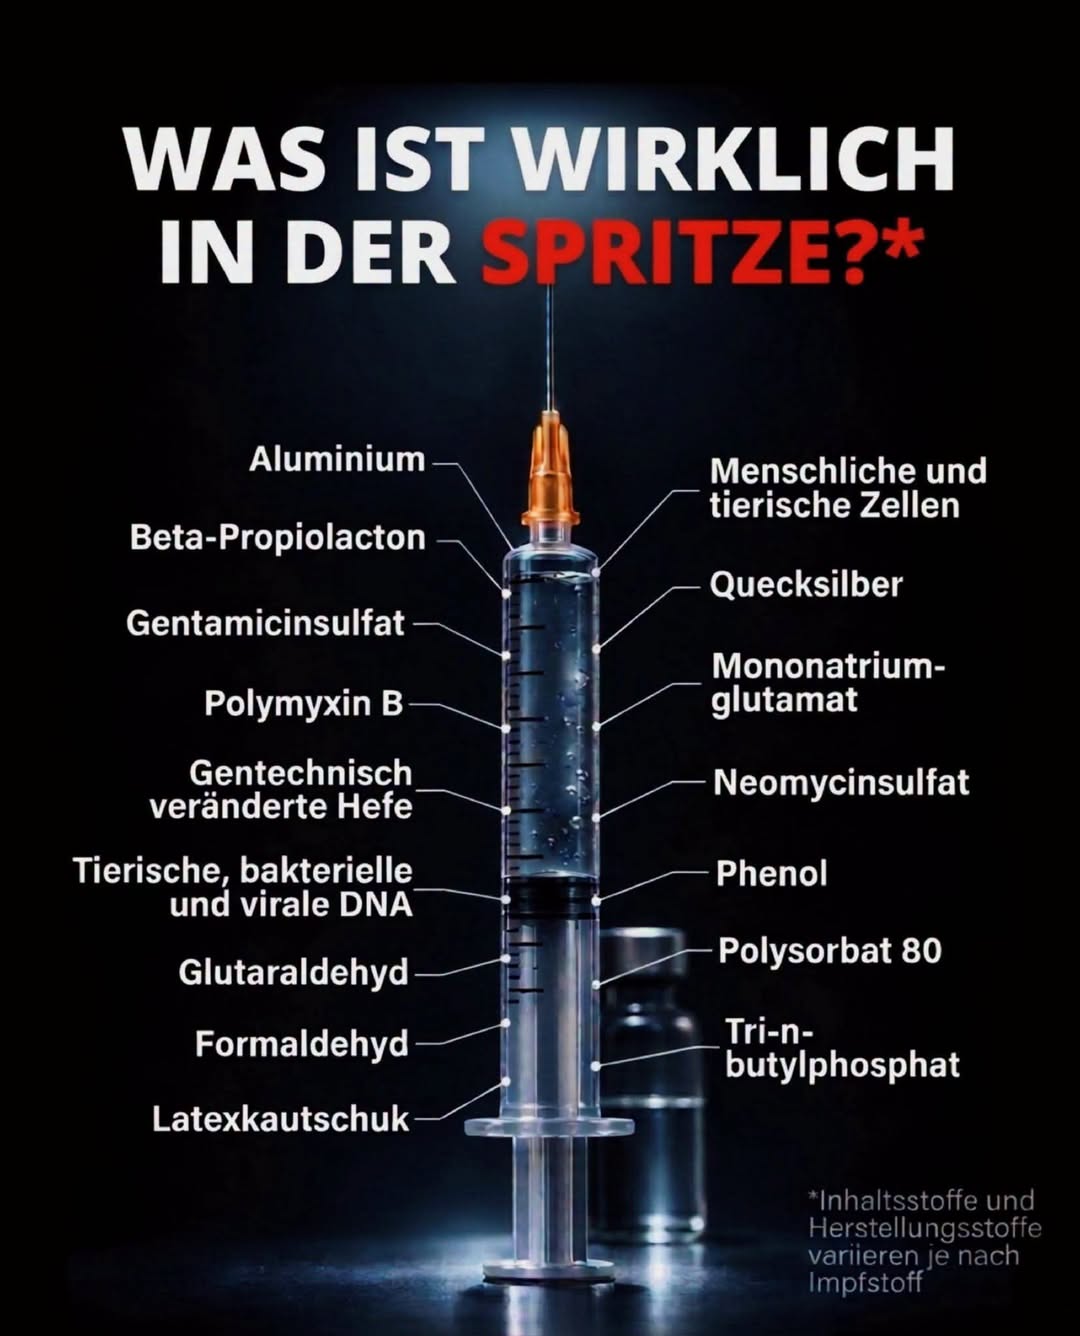 WAS IST WIRKLICH
IN DER SPRITZE?*
Aluminium
Beta-Propiolacton
Gentamicinsulfat
Polymyxin B
Gentechnisch
veränderte Hefe
Tierische, bakterielle
und virale DNA
Glutaraldehyd
Formaldehyd
Latexkautschuk
Menschliche und
tierische Zellen
Quecksilber
Mononatrium-
glutamat
Neomycinsulfat
Phenol
Polysorbat 80
Tri-n-
butylphosphat
*Inhaltsstoffe und
Herstellungsstoffe
variieren je nach
Impfstoff